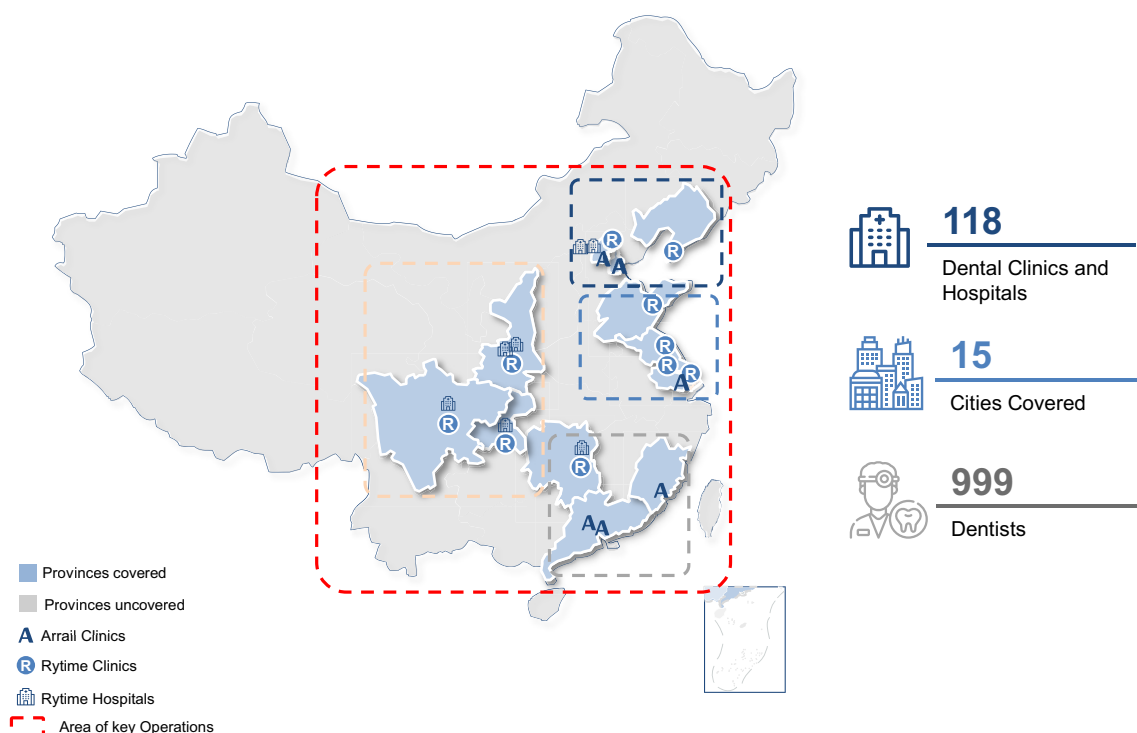 118
Dental Clinics and
Hospitals
15
Cities Covered
999
Dentists
R
A A
R
R
R
R
R
A
R
R
R
R
A
A A
Provinces covered
Provinces uncovered
A Arrail Clinics
R Rytime Clinics
Rytime Hospitals
Area of key Operations